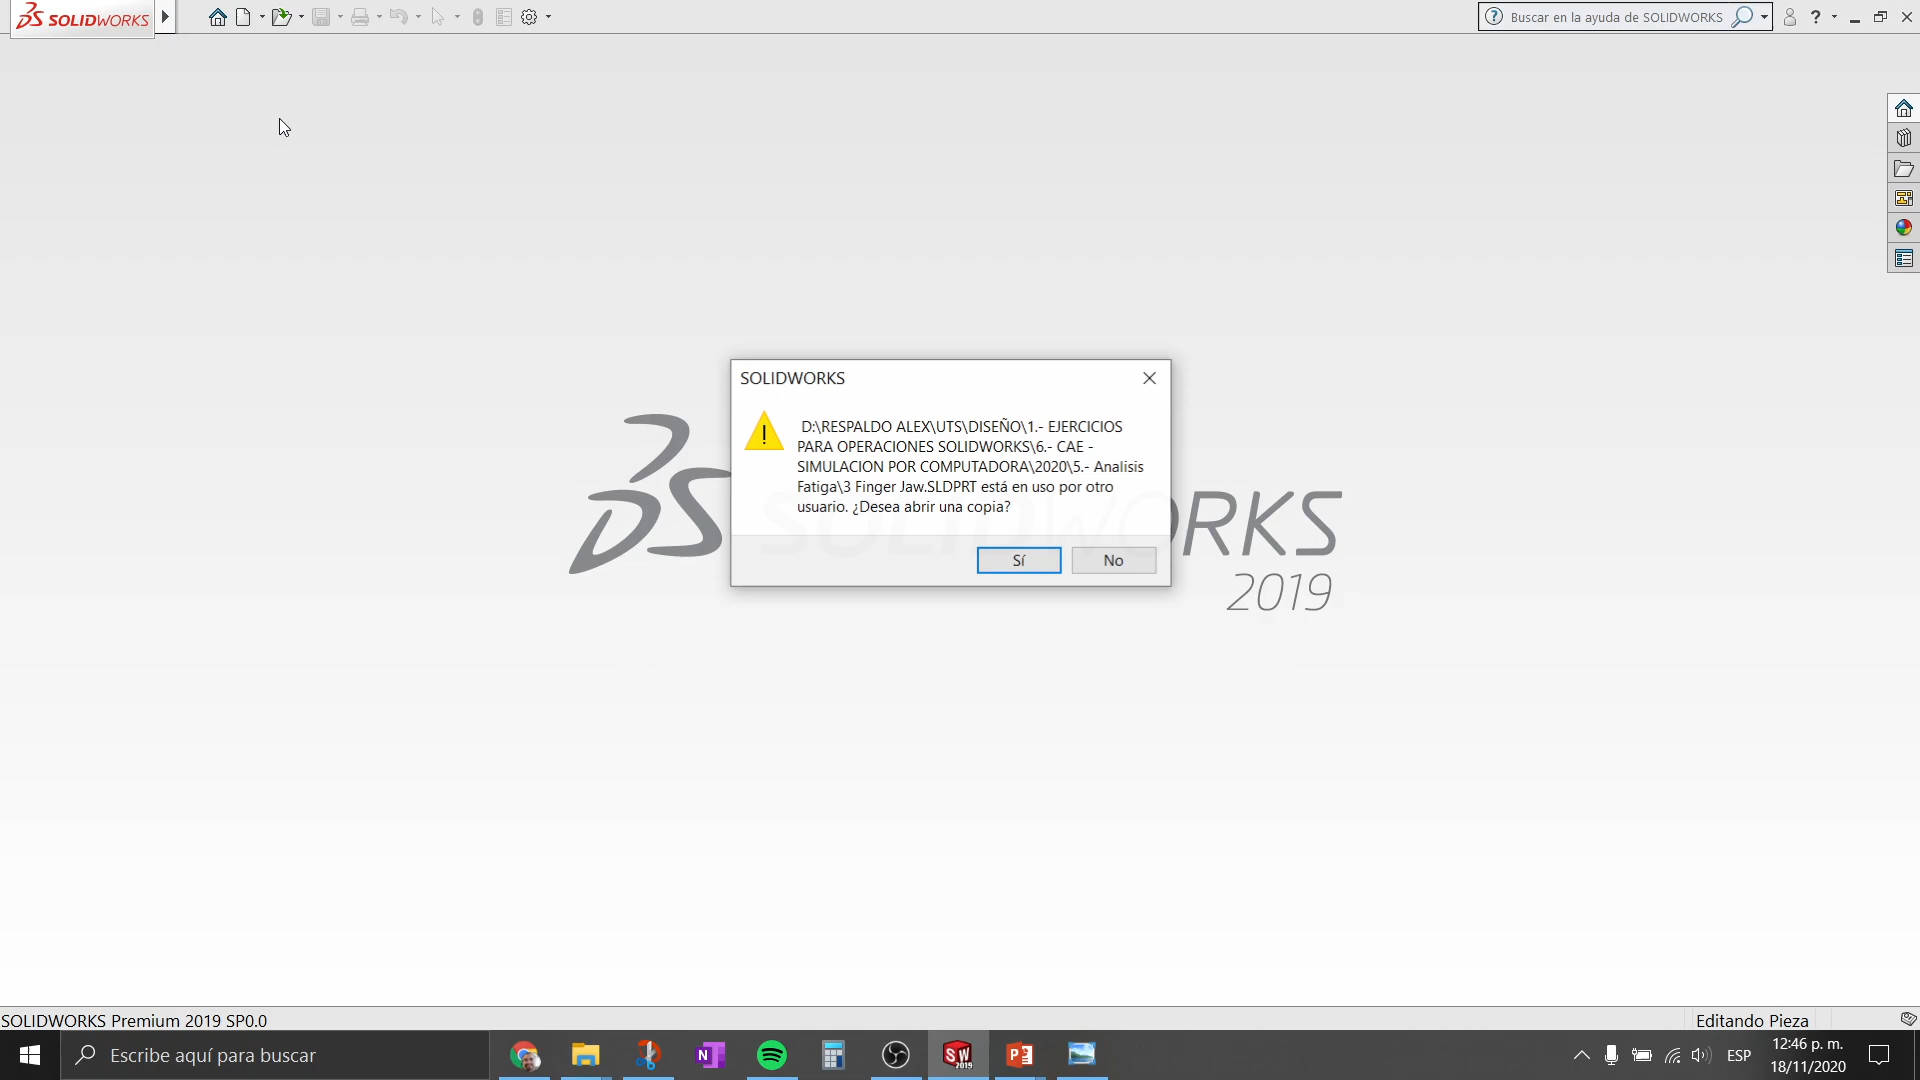 SOLIDWORKS
Buscar en la ayuda de SOLIDWORKS
SOLIDWORKS
D:\RESPALDO ALEX\UTS\DISEÑO\1.- EJERCICIOS
PARA OPERACIONES SOLIDWORKS\6.- CAE -
SIMULACION POR COMPUTADORA\2020\5.- Analisis
Fatiga\3 Finger Jaw.SLDPRT está en uso por otro
usuario. ¿Desea abrir una copia?
Sí
No
SOLIDWORKS
2019
SOLIDWORKS Premium 2019 SP0.0
Editando Pieza
Escribe aquí para buscar
ESP
12:46 p. m.
18/11/2020